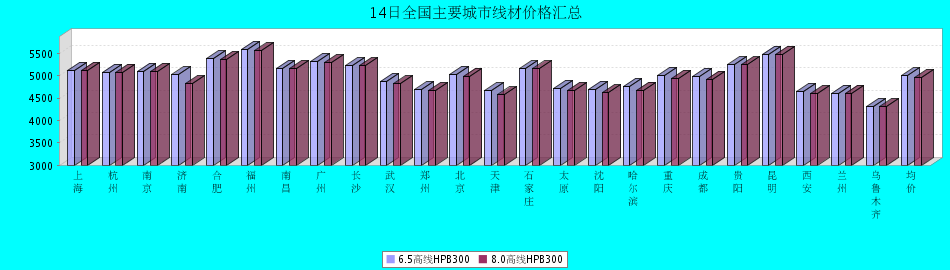 14日全国主要城市线材价格汇总
5500
5000
4500
4000
3500
3000
上海 杭州 南京 济南 合肥 福州 南昌 广州 长沙 武汉 郑州 北京 天津 石家庄 太原 沈阳 哈尔滨 重庆 成都 贵阳 昆明 西安 兰州 乌鲁木齐 均价
6.5高线HPB300 8.0高线HPB300